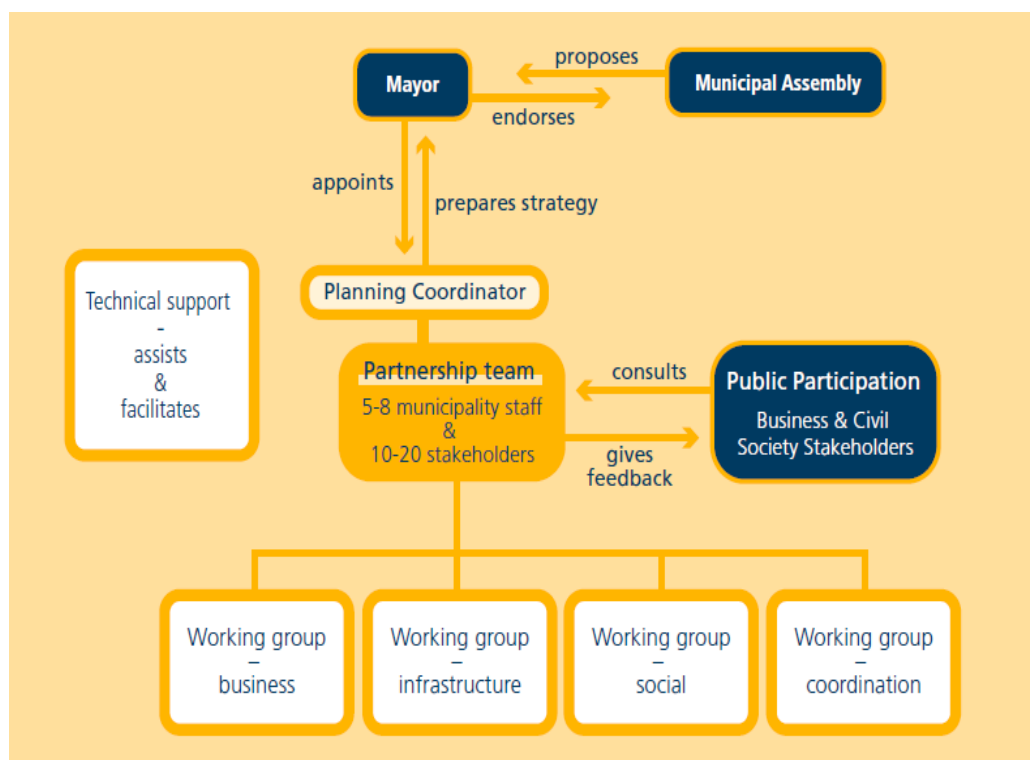 proposes
Mayor
Municipal Assembly
endorses
appoints
prepares strategy
Technical support
-
assists
&
facilitates
Planning Coordinator
Partnership team
5-8 municipality staff
&
10-20 stakeholders
consults
gives
feedback
Public Participation
Business & Civil
Society Stakeholders
Working group
–
business
Working group
–
infrastructure
Working group
–
social
Working group
–
coordination